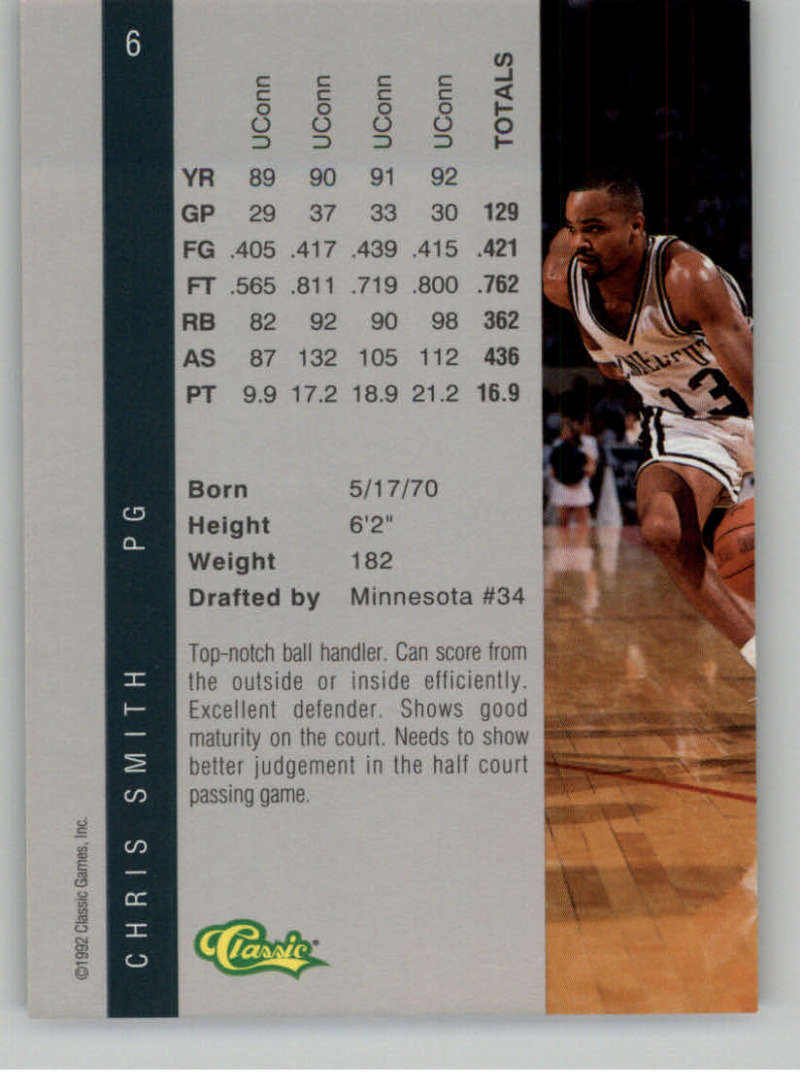 6
UConn UConn UConn UConn TOTALS
YR 89 90 91 92
GP 29 37 33 30 129
FG .405 .417 .439 .415 .421
FT .565 .811 .719 .800 .762
RB 82 92 90 98 362
AS 87 132 105 112 436
PT 9.9 17.2 18.9 21.2 16.9
Born 5/17/70
Height 6'2"
Weight 182
Drafted by Minnesota #34
Top-notch ball handler. Can score from
the outside or inside efficiently.
Excellent defender. Shows good
maturity on the court. Needs to show
better judgement in the half court
passing game.
CHRIS SMITH PG
©1992 Classic Games, Inc.
Classic®
13